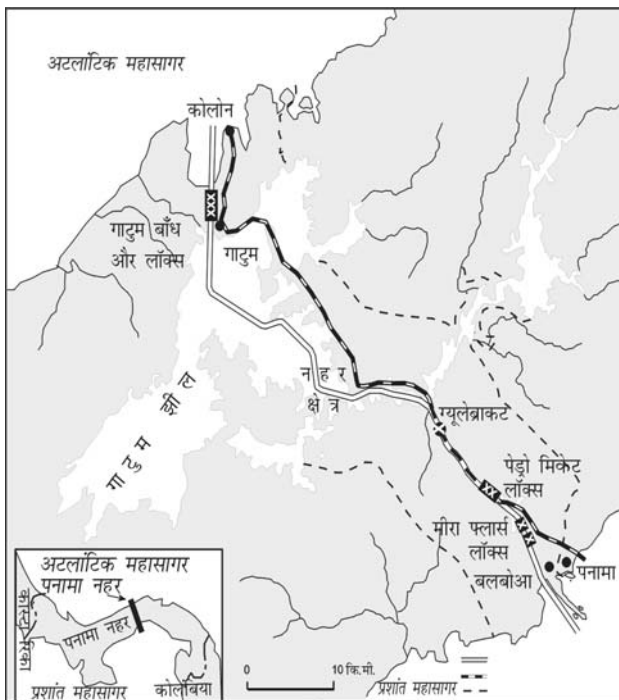 अटलांटिक महासागर
कोलोन
गाटुम बाँध
और लॉक्स
गाटुम
न ह र
क्षे त्र
गाटुम झील
ग्यूलेब्राकट
पेड्रो मिकेट
लॉक्स
मीरा फ्लार्स
लॉक्स
बलबोआ
पनामा
अटलांटिक महासागर
पनामा नहर
पनामा नहर
कोलंबिया
प्रशांत महासागर
0
10 कि.मी.
प्रशांत महासागर